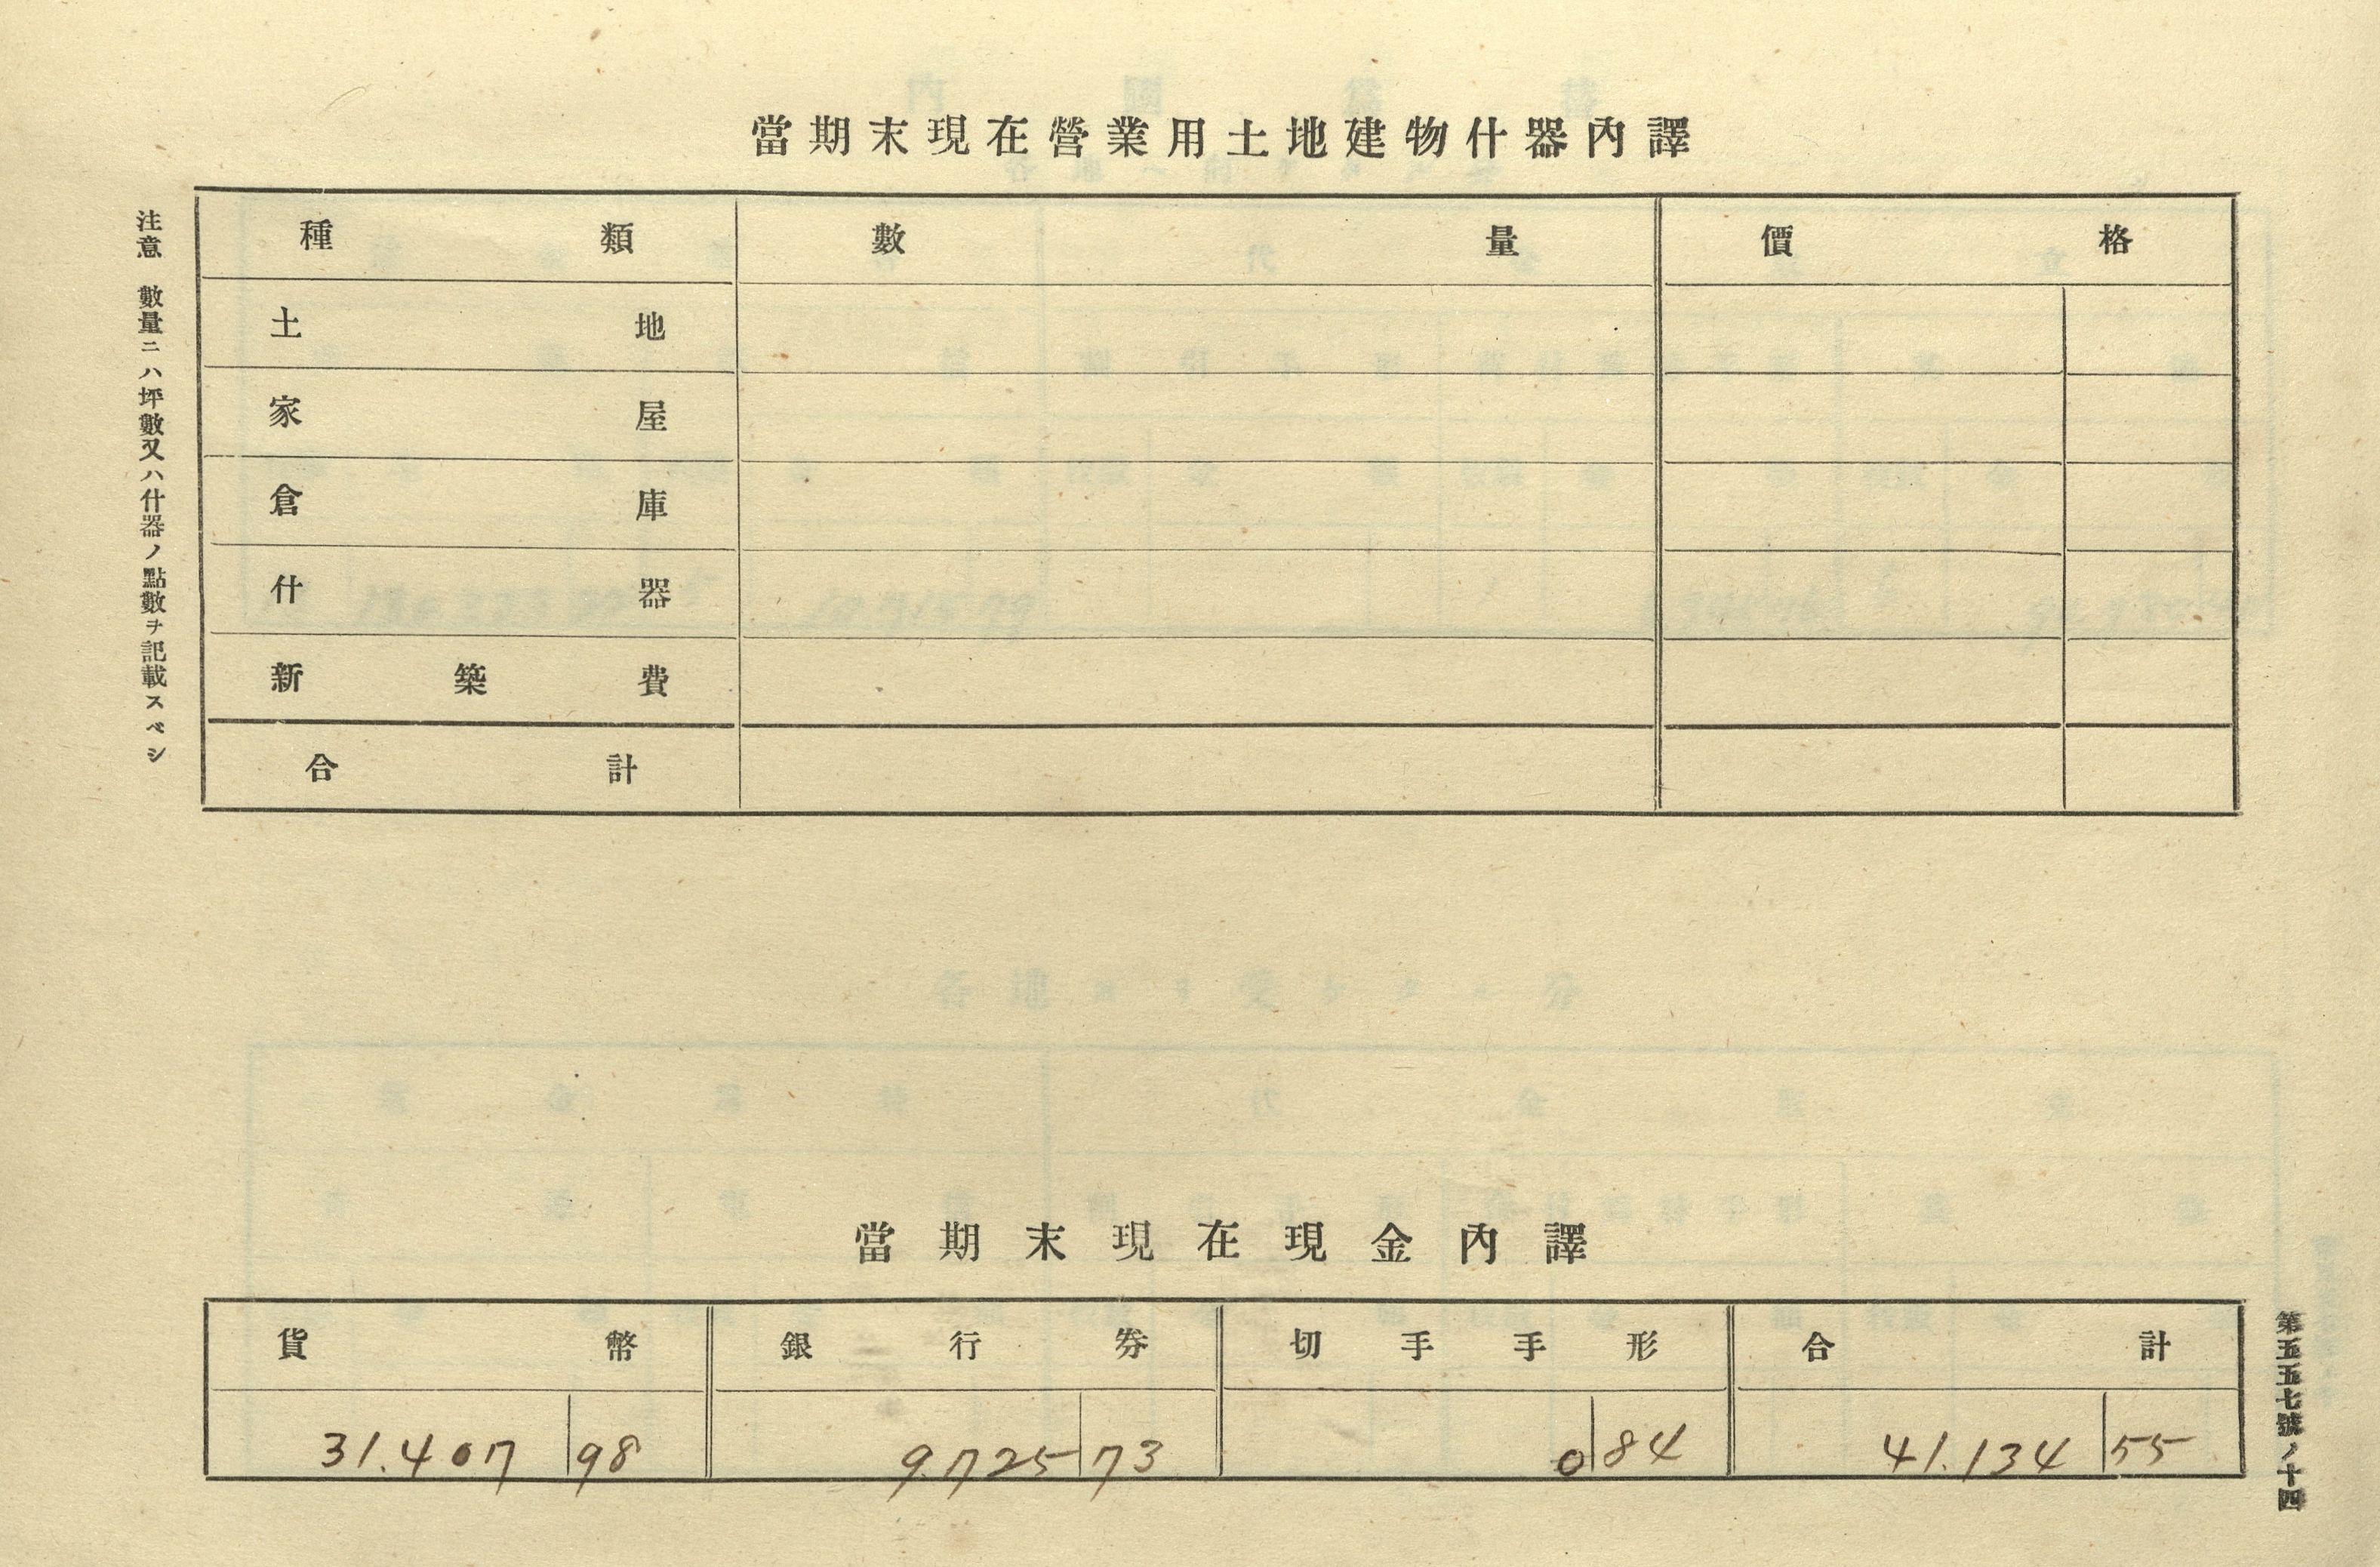 當期末現在營業用土地建物什器內譯
種類 數量 價格
土地
家屋
倉庫
什器
新築費
合計
注意 數量ニハ坪數又ハ什器ノ點數ヲ記載スベシ
當期末現在現金內譯
貨幣 銀行券 切手手形 合計
31.407 98 9.725 73 0 84 41.134 55
第五五七號ノ十四